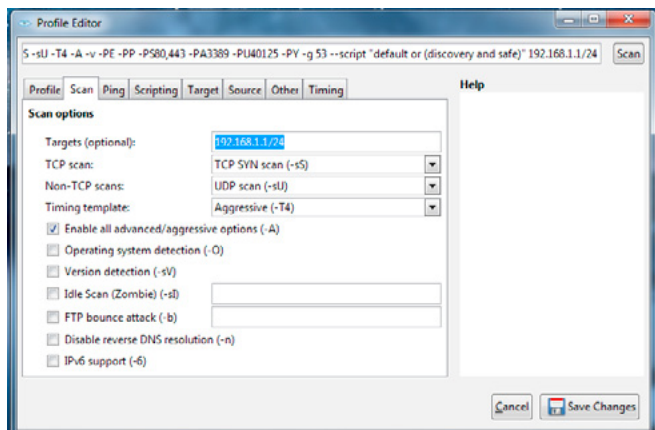 Profile Editor
S -sU -T4 -A -v -PE -PP -PS80,443 -PA3389 -PU40125 -PY -g 53 --script "default or (discovery and safe)" 192.168.1.1/24 Scan
Profile Scan Ping Scripting Target Source Other Timing
Help
Scan options
Targets (optional): 192.168.1.1/24
TCP scan: TCP SYN scan (-sS)
Non-TCP scans: UDP scan (-sU)
Timing template: Aggressive (-T4)
Enable all advanced/aggressive options (-A)
Operating system detection (-O)
Version detection (-sV)
Idle Scan (Zombie) (-sI)
FTP bounce attack (-b)
Disable reverse DNS resolution (-n)
IPv6 support (-6)
Cancel Save Changes